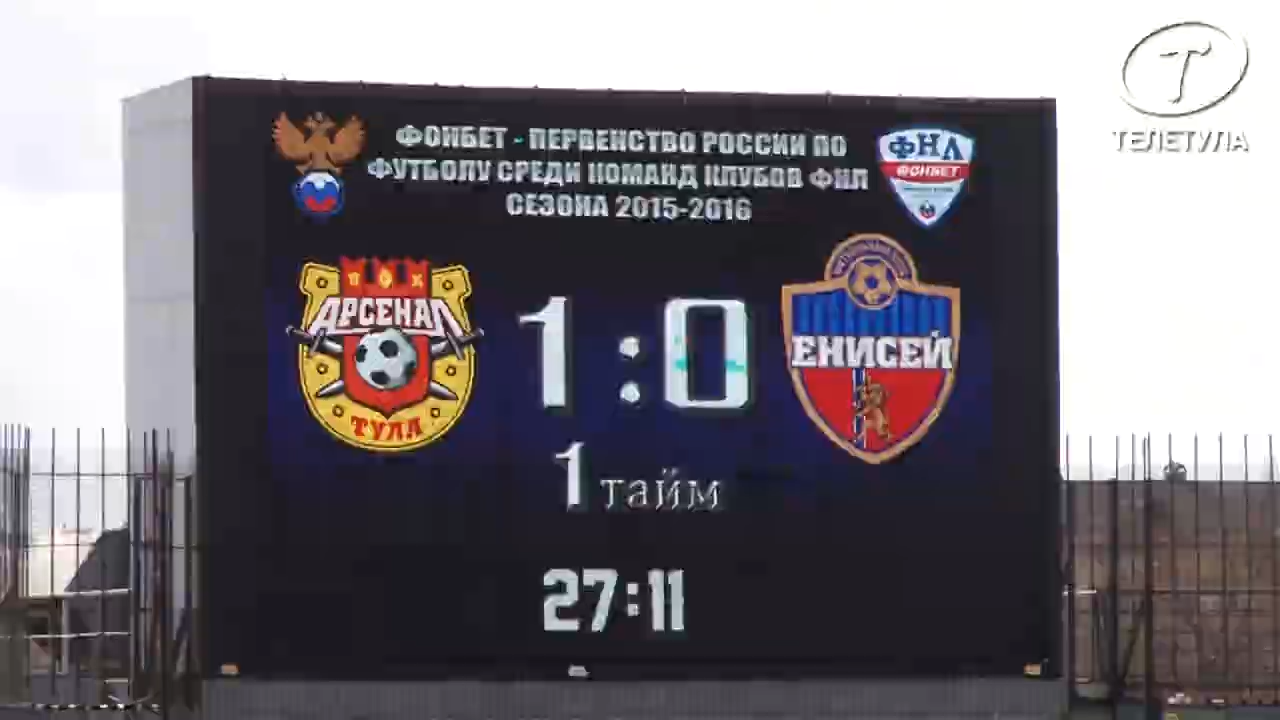 ФОНБЕТ - ПЕРВЕНСТВО РОССИИ ПО
ФУТБОЛУ СРЕДИ КОМАНД КЛУБОВ ФНЛ
СЕЗОНА 2015-2016
ФНЛ
ФОНБЕТ
ТЕЛЕТУЛА
П Ф К
АРСЕНАЛ
ТУЛА
1:0
ЕНИСЕЙ
1 тайм
27:11